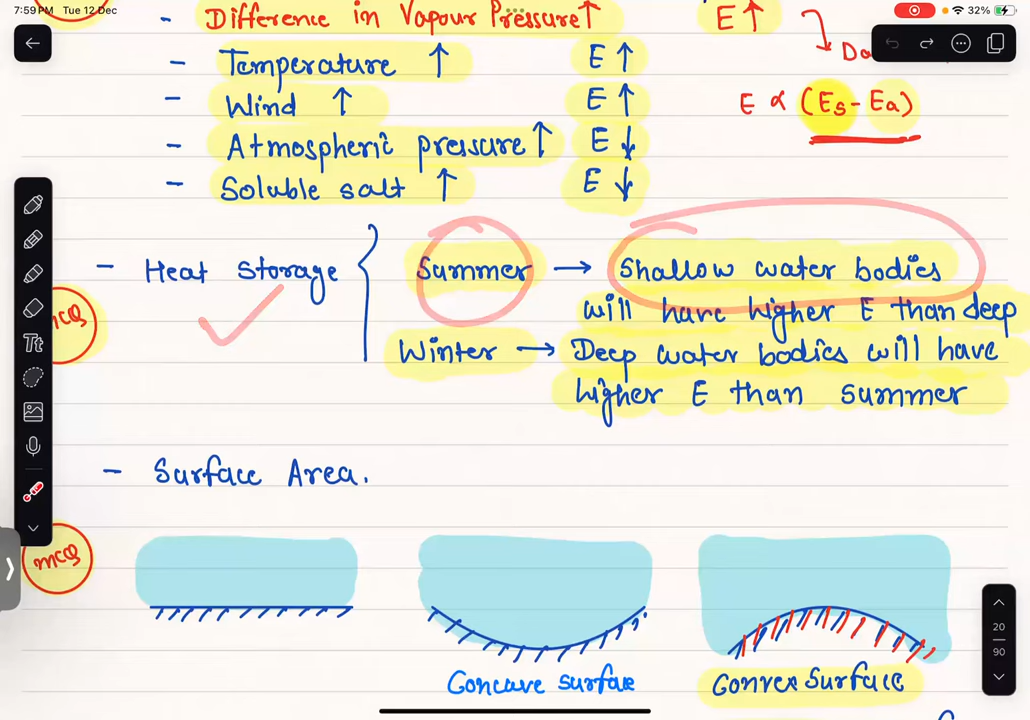 7:59 PM Tue 12 Dec
32%
- Difference in Vapour Pressure ↑ E ↑
- Temperature ↑ E ↑
- Wind ↑ E ↑
E ∝ (Es - Ea)
- Atmospheric pressure ↑ E ↓
- Soluble salt ↑ E ↓
- Heat Storage { Summer → Shallow water bodies
will have higher E than deep
mcq
Winter → Deep water bodies will have
higher E than summer
Tt
- Surface Area.
mcq
20
90
Concave surface
Convex Surface